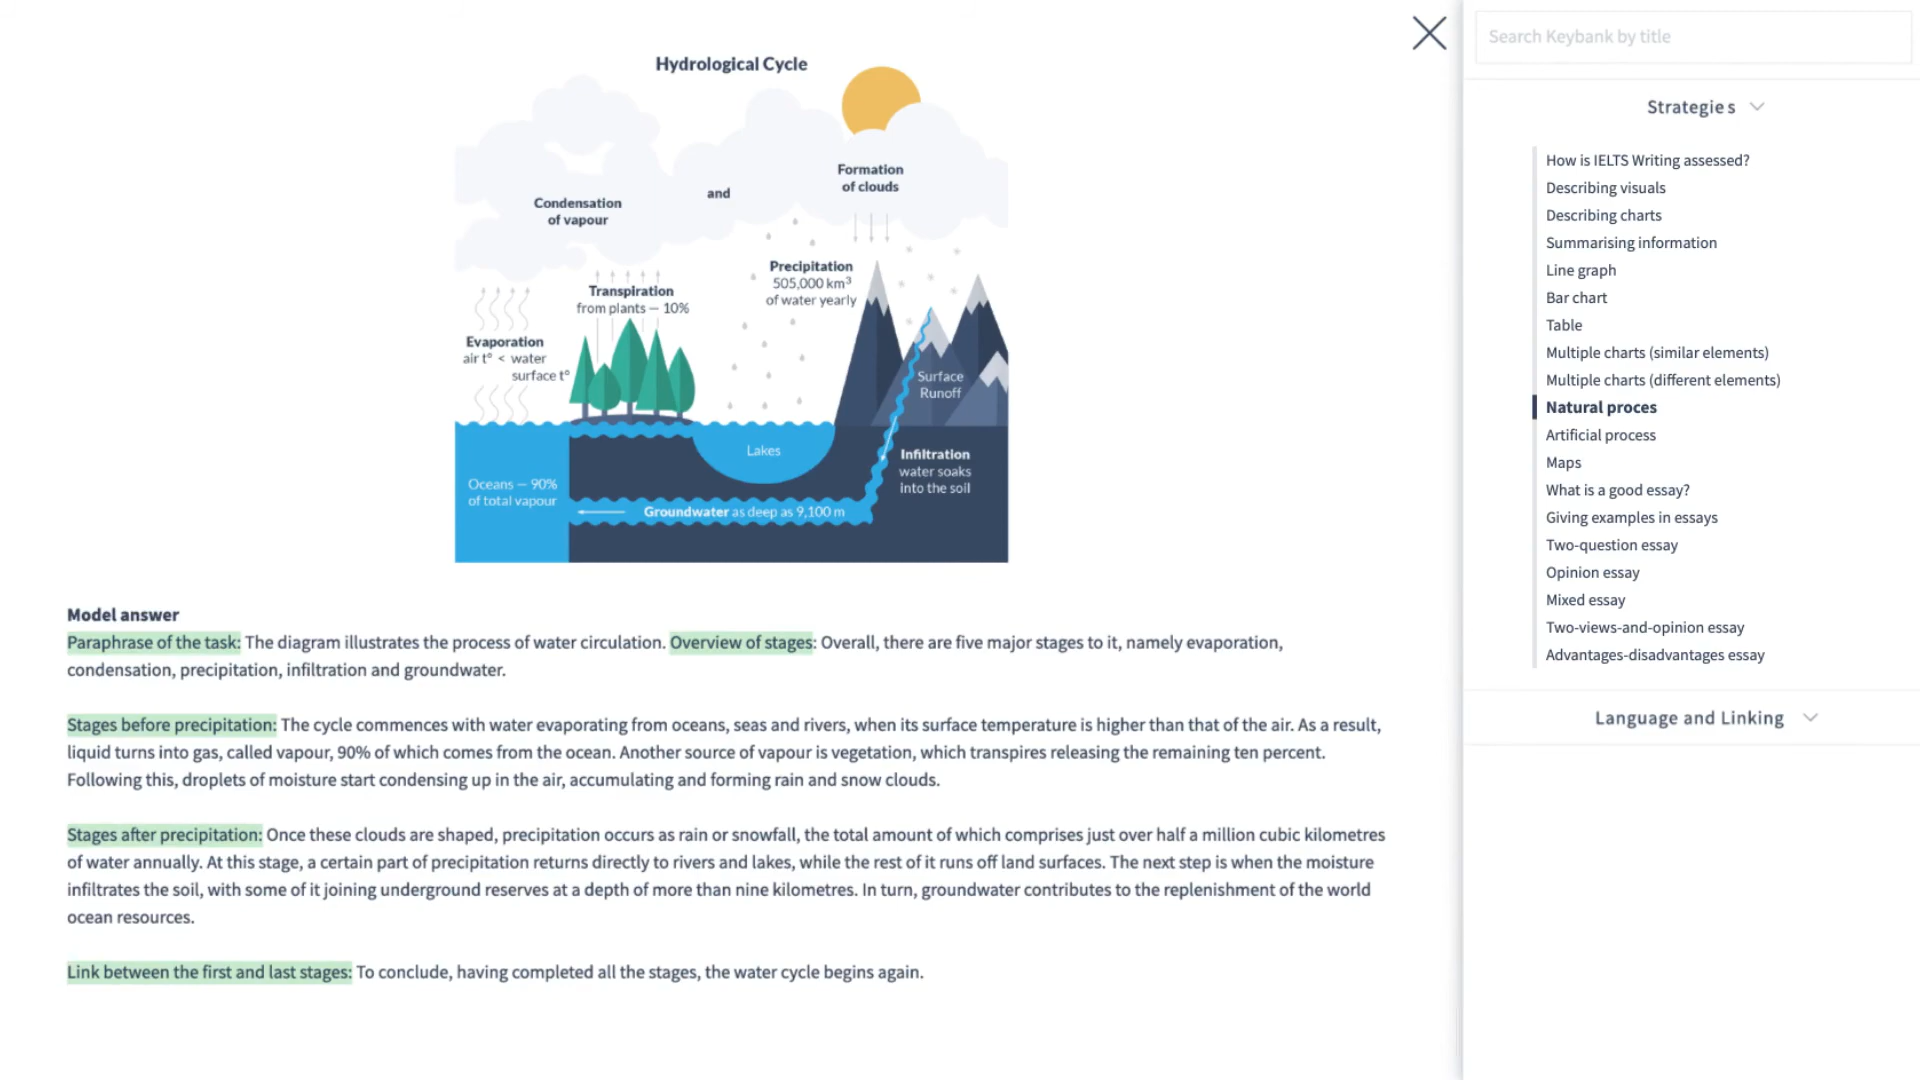 Hydrological Cycle
Formation
of clouds
Condensation
of vapour
and
Precipitation
505,000 km³
of water yearly
Transpiration
from plants — 10%
Evaporation
air t° < water
surface t°
Surface
Runoff
Lakes
Infiltration
water soaks
into the soil
Oceans — 90%
of total vapour
Groundwater as deep as 9,100 m
Model answer
Paraphrase of the task: The diagram illustrates the process of water circulation. Overview of stages: Overall, there are five major stages to it, namely evaporation,
condensation, precipitation, infiltration and groundwater.
Stages before precipitation: The cycle commences with water evaporating from oceans, seas and rivers, when its surface temperature is higher than that of the air. As a result,
liquid turns into gas, called vapour, 90% of which comes from the ocean. Another source of vapour is vegetation, which transpires releasing the remaining ten percent.
Following this, droplets of moisture start condensing up in the air, accumulating and forming rain and snow clouds.
Stages after precipitation: Once these clouds are shaped, precipitation occurs as rain or snowfall, the total amount of which comprises just over half a million cubic kilometres
of water annually. At this stage, a certain part of precipitation returns directly to rivers and lakes, while the rest of it runs off land surfaces. The next step is when the moisture
infiltrates the soil, with some of it joining underground reserves at a depth of more than nine kilometres. In turn, groundwater contributes to the replenishment of the world
ocean resources.
Link between the first and last stages: To conclude, having completed all the stages, the water cycle begins again.
Search Keybank by title
Strategies
How is IELTS Writing assessed?
Describing visuals
Describing charts
Summarising information
Line graph
Bar chart
Table
Multiple charts (similar elements)
Multiple charts (different elements)
Natural proces
Artificial process
Maps
What is a good essay?
Giving examples in essays
Two-question essay
Opinion essay
Mixed essay
Two-views-and-opinion essay
Advantages-disadvantages essay
Language and Linking